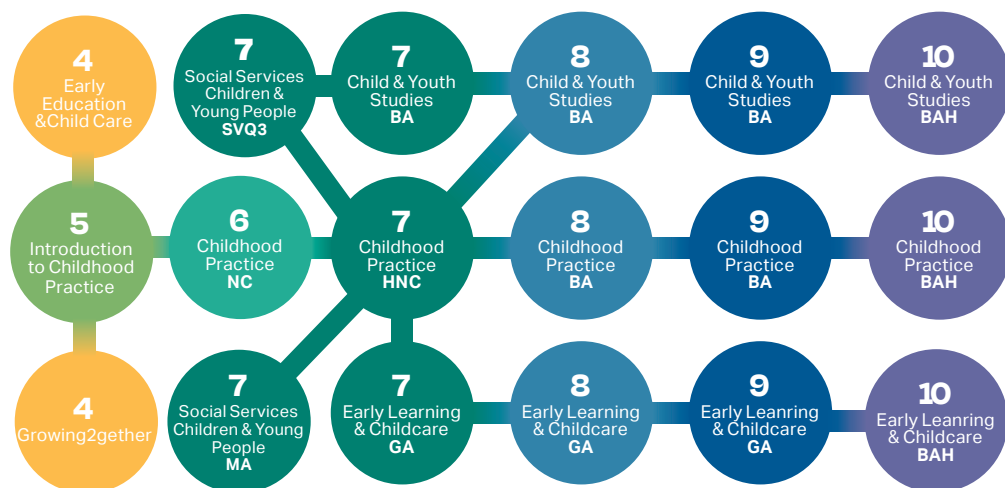 4
Early
Education
&Child Care
7
Social Services
Children &
Young People
SVQ3
7
Child & Youth
Studies
BA
8
Child & Youth
Studies
BA
9
Child & Youth
Studies
BA
10
Child & Youth
Studies
BAH
5
Introduction
to Childhood
Practice
6
Childhood
Practice
NC
7
Childhood
Practice
HNC
8
Childhood
Practice
BA
9
Childhood
Practice
BA
10
Childhood
Practice
BAH
4
Growing2gether
7
Social Services
Children & Young
People
MA
7
Early Learning
& Childcare
GA
8
Early Learning
& Childcare
GA
9
Early Leanring
& Childcare
GA
10
Early Leanring
& Childcare
BAH